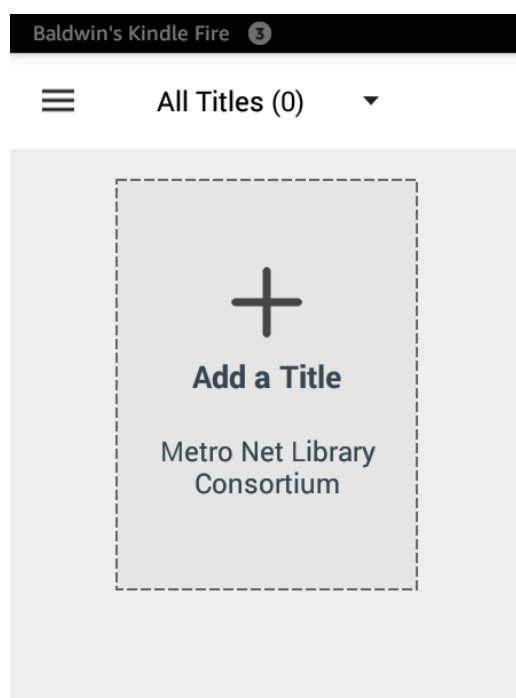 Baldwin's Kindle Fire 3
All Titles (0)
Add a Title
Metro Net Library
Consortium